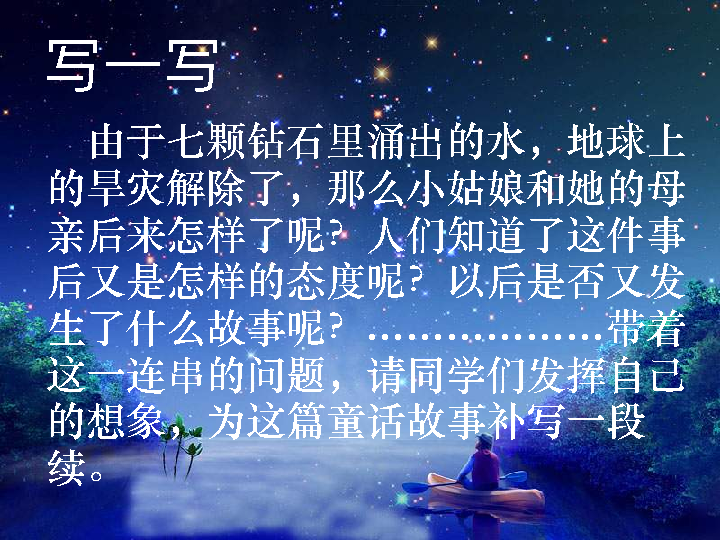 写一写
由于七颗钻石里涌出的水，地球上
的旱灾解除了，那么小姑娘和她的母
亲后来怎样了呢？人们知道了这件事
后又是怎样的态度呢？以后是否又发
生了什么故事呢？………………带着
这一连串的问题，请同学们发挥自己
的想象，为这篇童话故事补写一段
续。